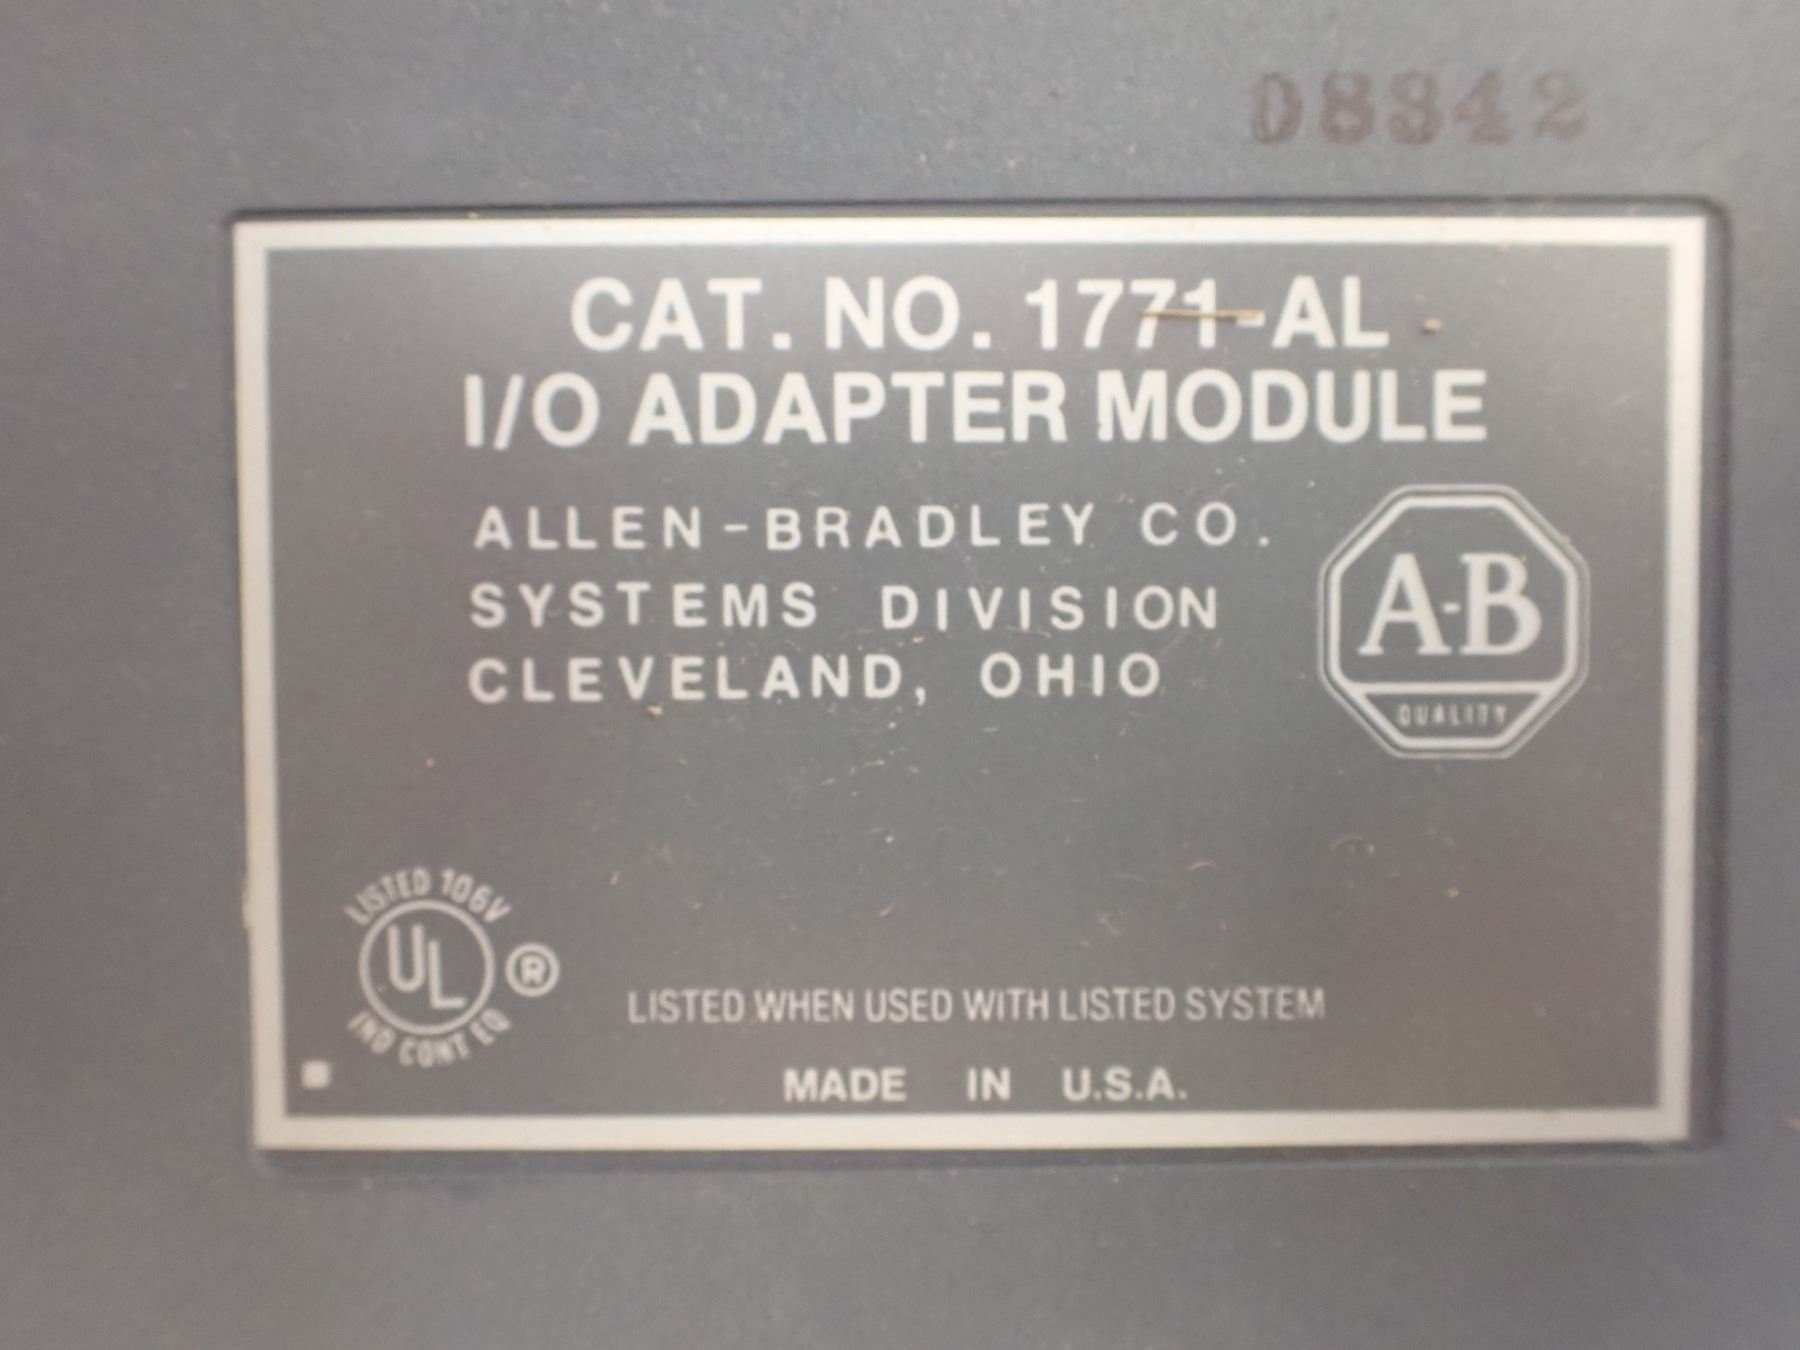 08342
CAT. NO. 1771-AL
I/O ADAPTER MODULE
ALLEN-BRADLEY CO.
SYSTEMS DIVISION
CLEVELAND, OHIO
A-B
QUALITY
LISTED 106V
UL ®
IND CONT EQ
LISTED WHEN USED WITH LISTED SYSTEM
MADE IN U.S.A.